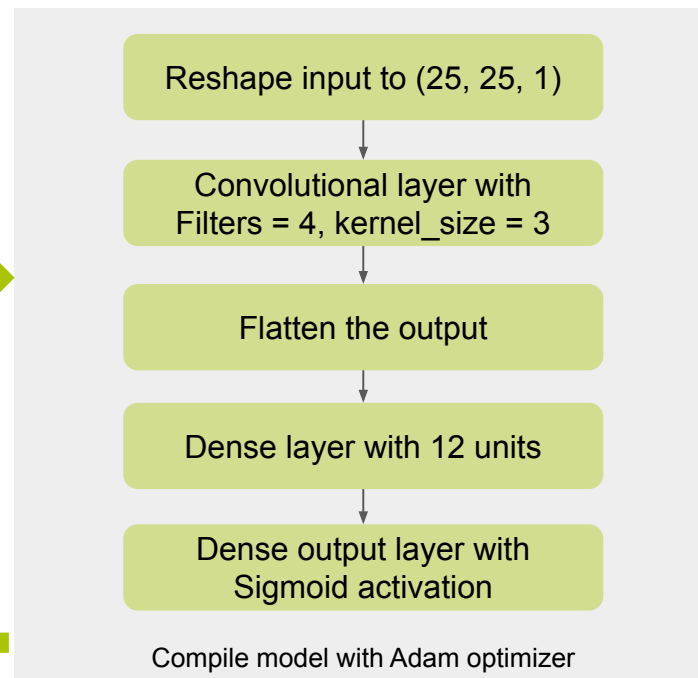 Reshape input to (25, 25, 1)
Convolutional layer with
Filters = 4, kernel_size = 3
Flatten the output
Dense layer with 12 units
Dense output layer with
Sigmoid activation
Compile model with Adam optimizer